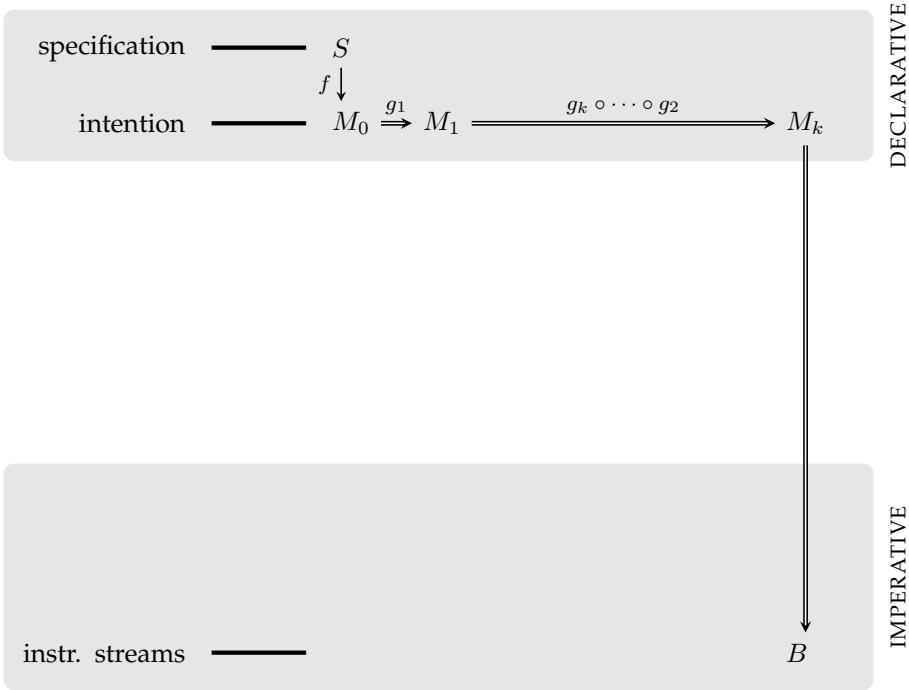 specification S
f
intention M₀ g₁ M₁ gₖ ∘ ⋯ ∘ g₂ Mₖ
DECLARATIVE
IMPERATIVE
instr. streams B